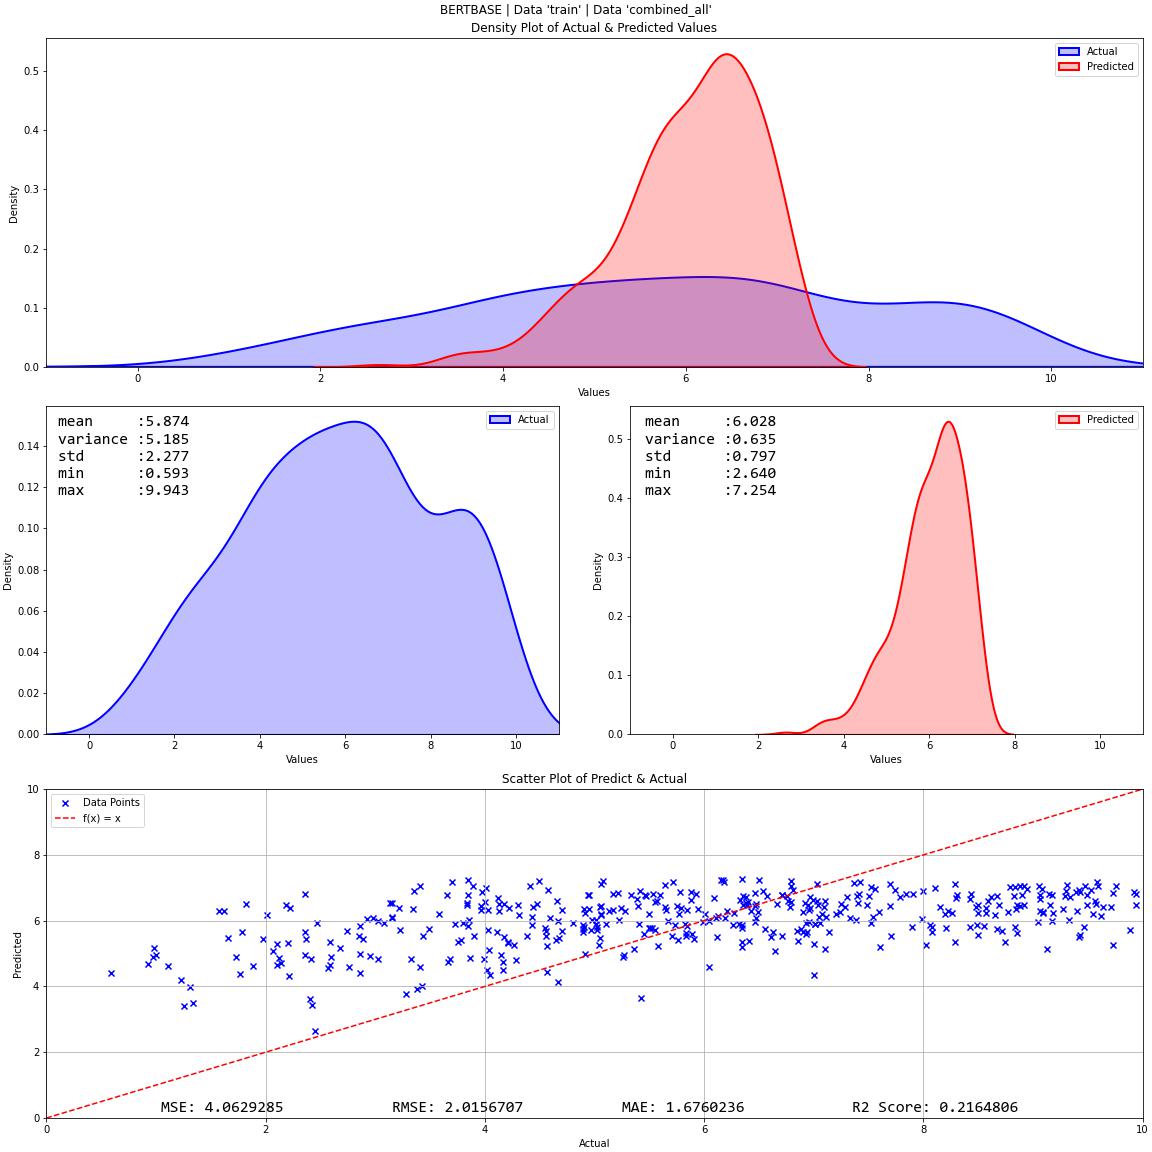 BERTBASE | Data 'train' | Data 'combined_all'
Density Plot of Actual & Predicted Values
Actual
Predicted
Density
0.5
0.4
0.3
0.2
0.1
0.0
0 2 4 6 8 10
Values
mean :5.874
variance :5.185
std :2.277
min :0.593
max :9.943
Actual
Density
0.14
0.12
0.10
0.08
0.06
0.04
0.02
0.00
0 2 4 6 8 10
Values
mean :6.028
variance :0.635
std :0.797
min :2.640
max :7.254
Predicted
Density
0.5
0.4
0.3
0.2
0.1
0.0
0 2 4 6 8 10
Values
Scatter Plot of Predict & Actual
Data Points
f(x) = x
Predicted
10
8
6
4
2
0
MSE: 4.0629285 RMSE: 2.0156707 MAE: 1.6760236 R2 Score: 0.2164806
0 2 4 6 8 10
Actual